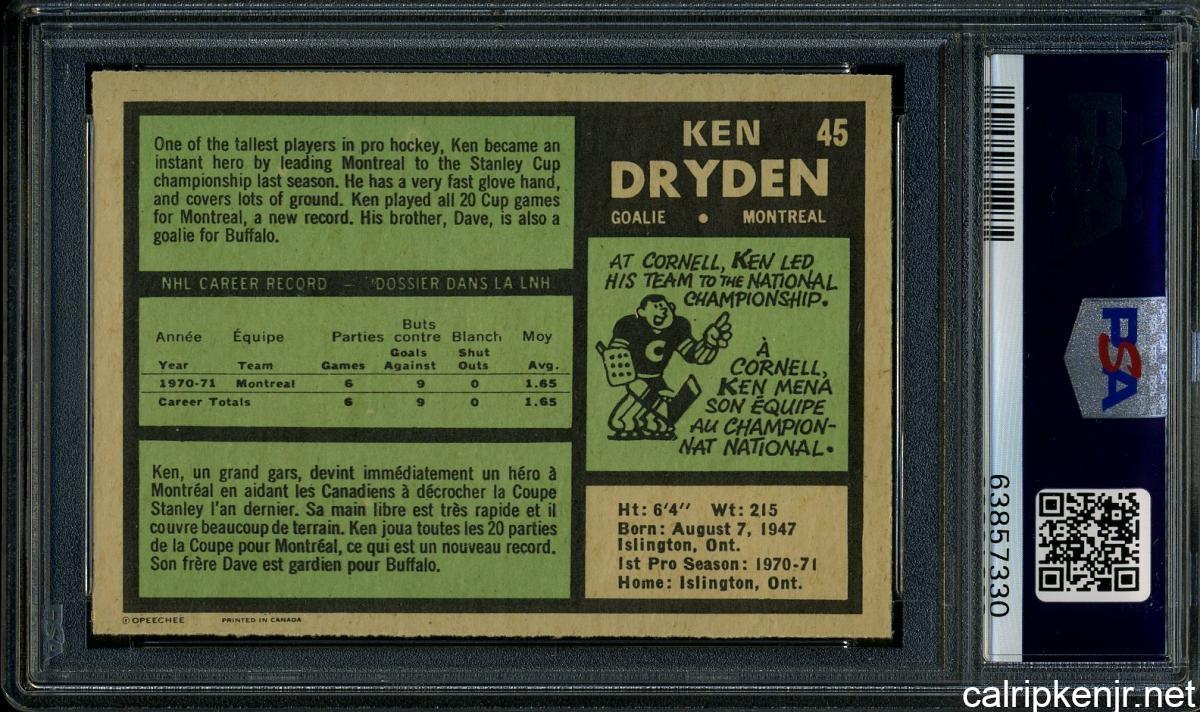 One of the tallest players in pro hockey, Ken became an
instant hero by leading Montreal to the Stanley Cup
championship last season. He has a very fast glove hand,
and covers lots of ground. Ken played all 20 Cup games
for Montreal, a new record. His brother, Dave, is also a
goalie for Buffalo.
NHL CAREER RECORD — DOSSIER DANS LA LNH
Année Équipe Parties Buts contre Blanch Moy
Year Team Games Goals Against Shut Outs Avg.
1970-71 Montreal 6 9 0 1.65
Career Totals 6 9 0 1.65
Ken, un grand gars, devint immédiatement un héro à
Montréal en aidant les Canadiens à décrocher la Coupe
Stanley l'an dernier. Sa main libre est très rapide et il
couvre beaucoup de terrain. Ken joua toutes les 20 parties
de la Coupe pour Montréal, ce qui est un nouveau record.
Son frère Dave est gardien pour Buffalo.
© OPEECHEE PRINTED IN CANADA
KEN 45
DRYDEN
GOALIE • MONTREAL
AT CORNELL, KEN LED
HIS TEAM TO THE NATIONAL
CHAMPIONSHIP.
C
À
CORNELL,
KEN MENA
SON ÉQUIPE
AU CHAMPION-
NAT NATIONAL.
Ht: 6'4" Wt: 215
Born: August 7, 1947
Islington, Ont.
1st Pro Season: 1970-71
Home: Islington, Ont.
PSA
63857330
calripkenjr.net